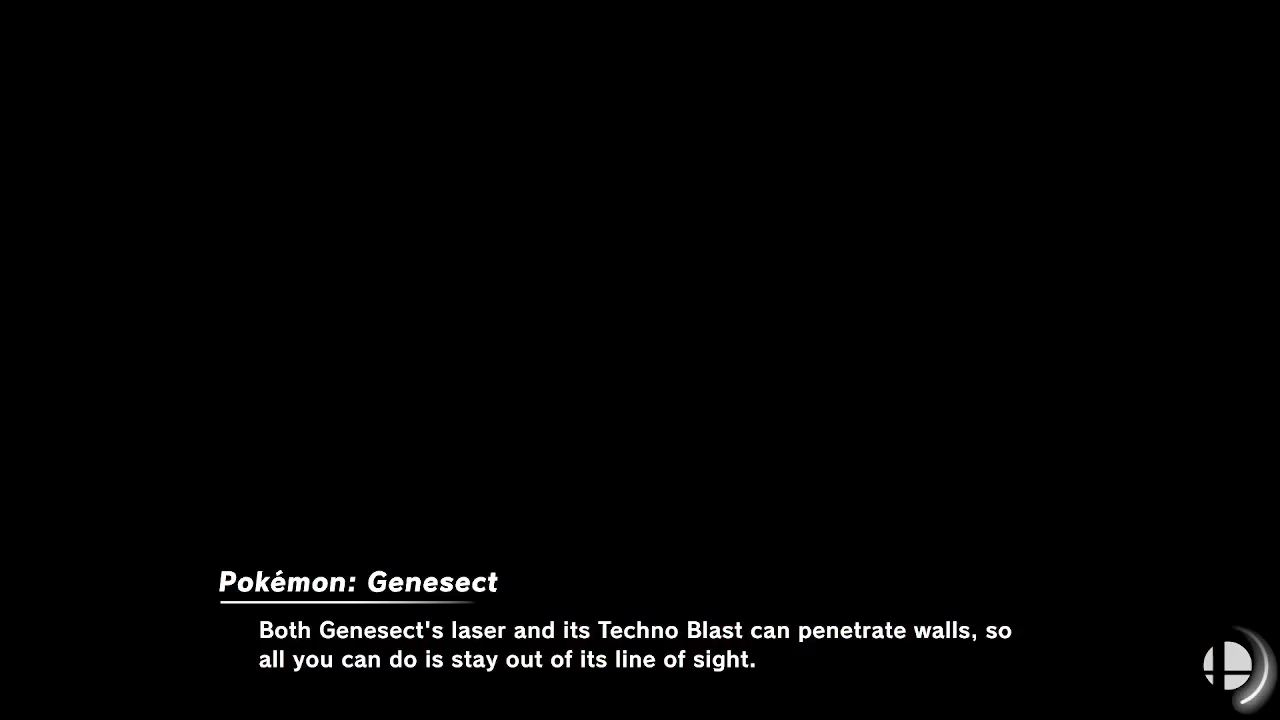 Pokémon: Genesect
Both Genesect's laser and its Techno Blast can penetrate walls, so
all you can do is stay out of its line of sight.